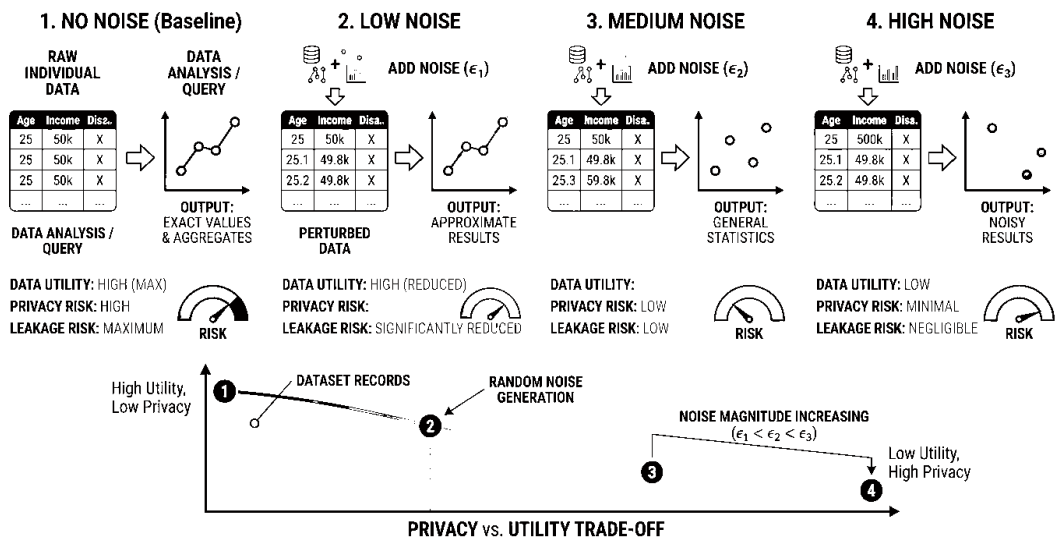 1. NO NOISE (Baseline)
RAW
INDIVIDUAL
DATA
DATA
ANALYSIS /
QUERY
Age Income Disa..
25 50k X
25 50k X
25 50k X
... ... ...
DATA ANALYSIS /
QUERY
OUTPUT:
EXACT VALUES
& AGGREGATES
DATA UTILITY: HIGH (MAX)
PRIVACY RISK: HIGH
LEAKAGE RISK: MAXIMUM
RISK
2. LOW NOISE
+
ADD NOISE (ϵ₁)
Age Income Disa.
25 50k X
25.1 49.8k X
25.2 49.8k X
... ... ...
PERTURBED
DATA
OUTPUT:
APPROXIMATE
RESULTS
DATA UTILITY: HIGH (REDUCED)
PRIVACY RISK:
LEAKAGE RISK: SIGNIFICANTLY REDUCED
3. MEDIUM NOISE
+
ADD NOISE (ϵ₂)
Age Income Disa.
25 50k X
25.1 49.8k X
25.3 59.8k X
... ... ...
OUTPUT:
GENERAL
STATISTICS
DATA UTILITY:
PRIVACY RISK: LOW
LEAKAGE RISK: LOW
RISK
4. HIGH NOISE
+
ADD NOISE (ϵ₃)
Age Income Disa.
25 500k X
25.1 49.8k X
25.2 49.8k X
... ... ...
OUTPUT:
NOISY
RESULTS
DATA UTILITY: LOW
PRIVACY RISK: MINIMAL
LEAKAGE RISK: NEGLIGIBLE
RISK
High Utility,
Low Privacy
1
DATASET RECORDS
2
RANDOM NOISE
GENERATION
3
NOISE MAGNITUDE INCREASING
(ϵ₁ < ϵ₂ < ϵ₃)
4
Low Utility,
High Privacy
PRIVACY vs. UTILITY TRADE-OFF